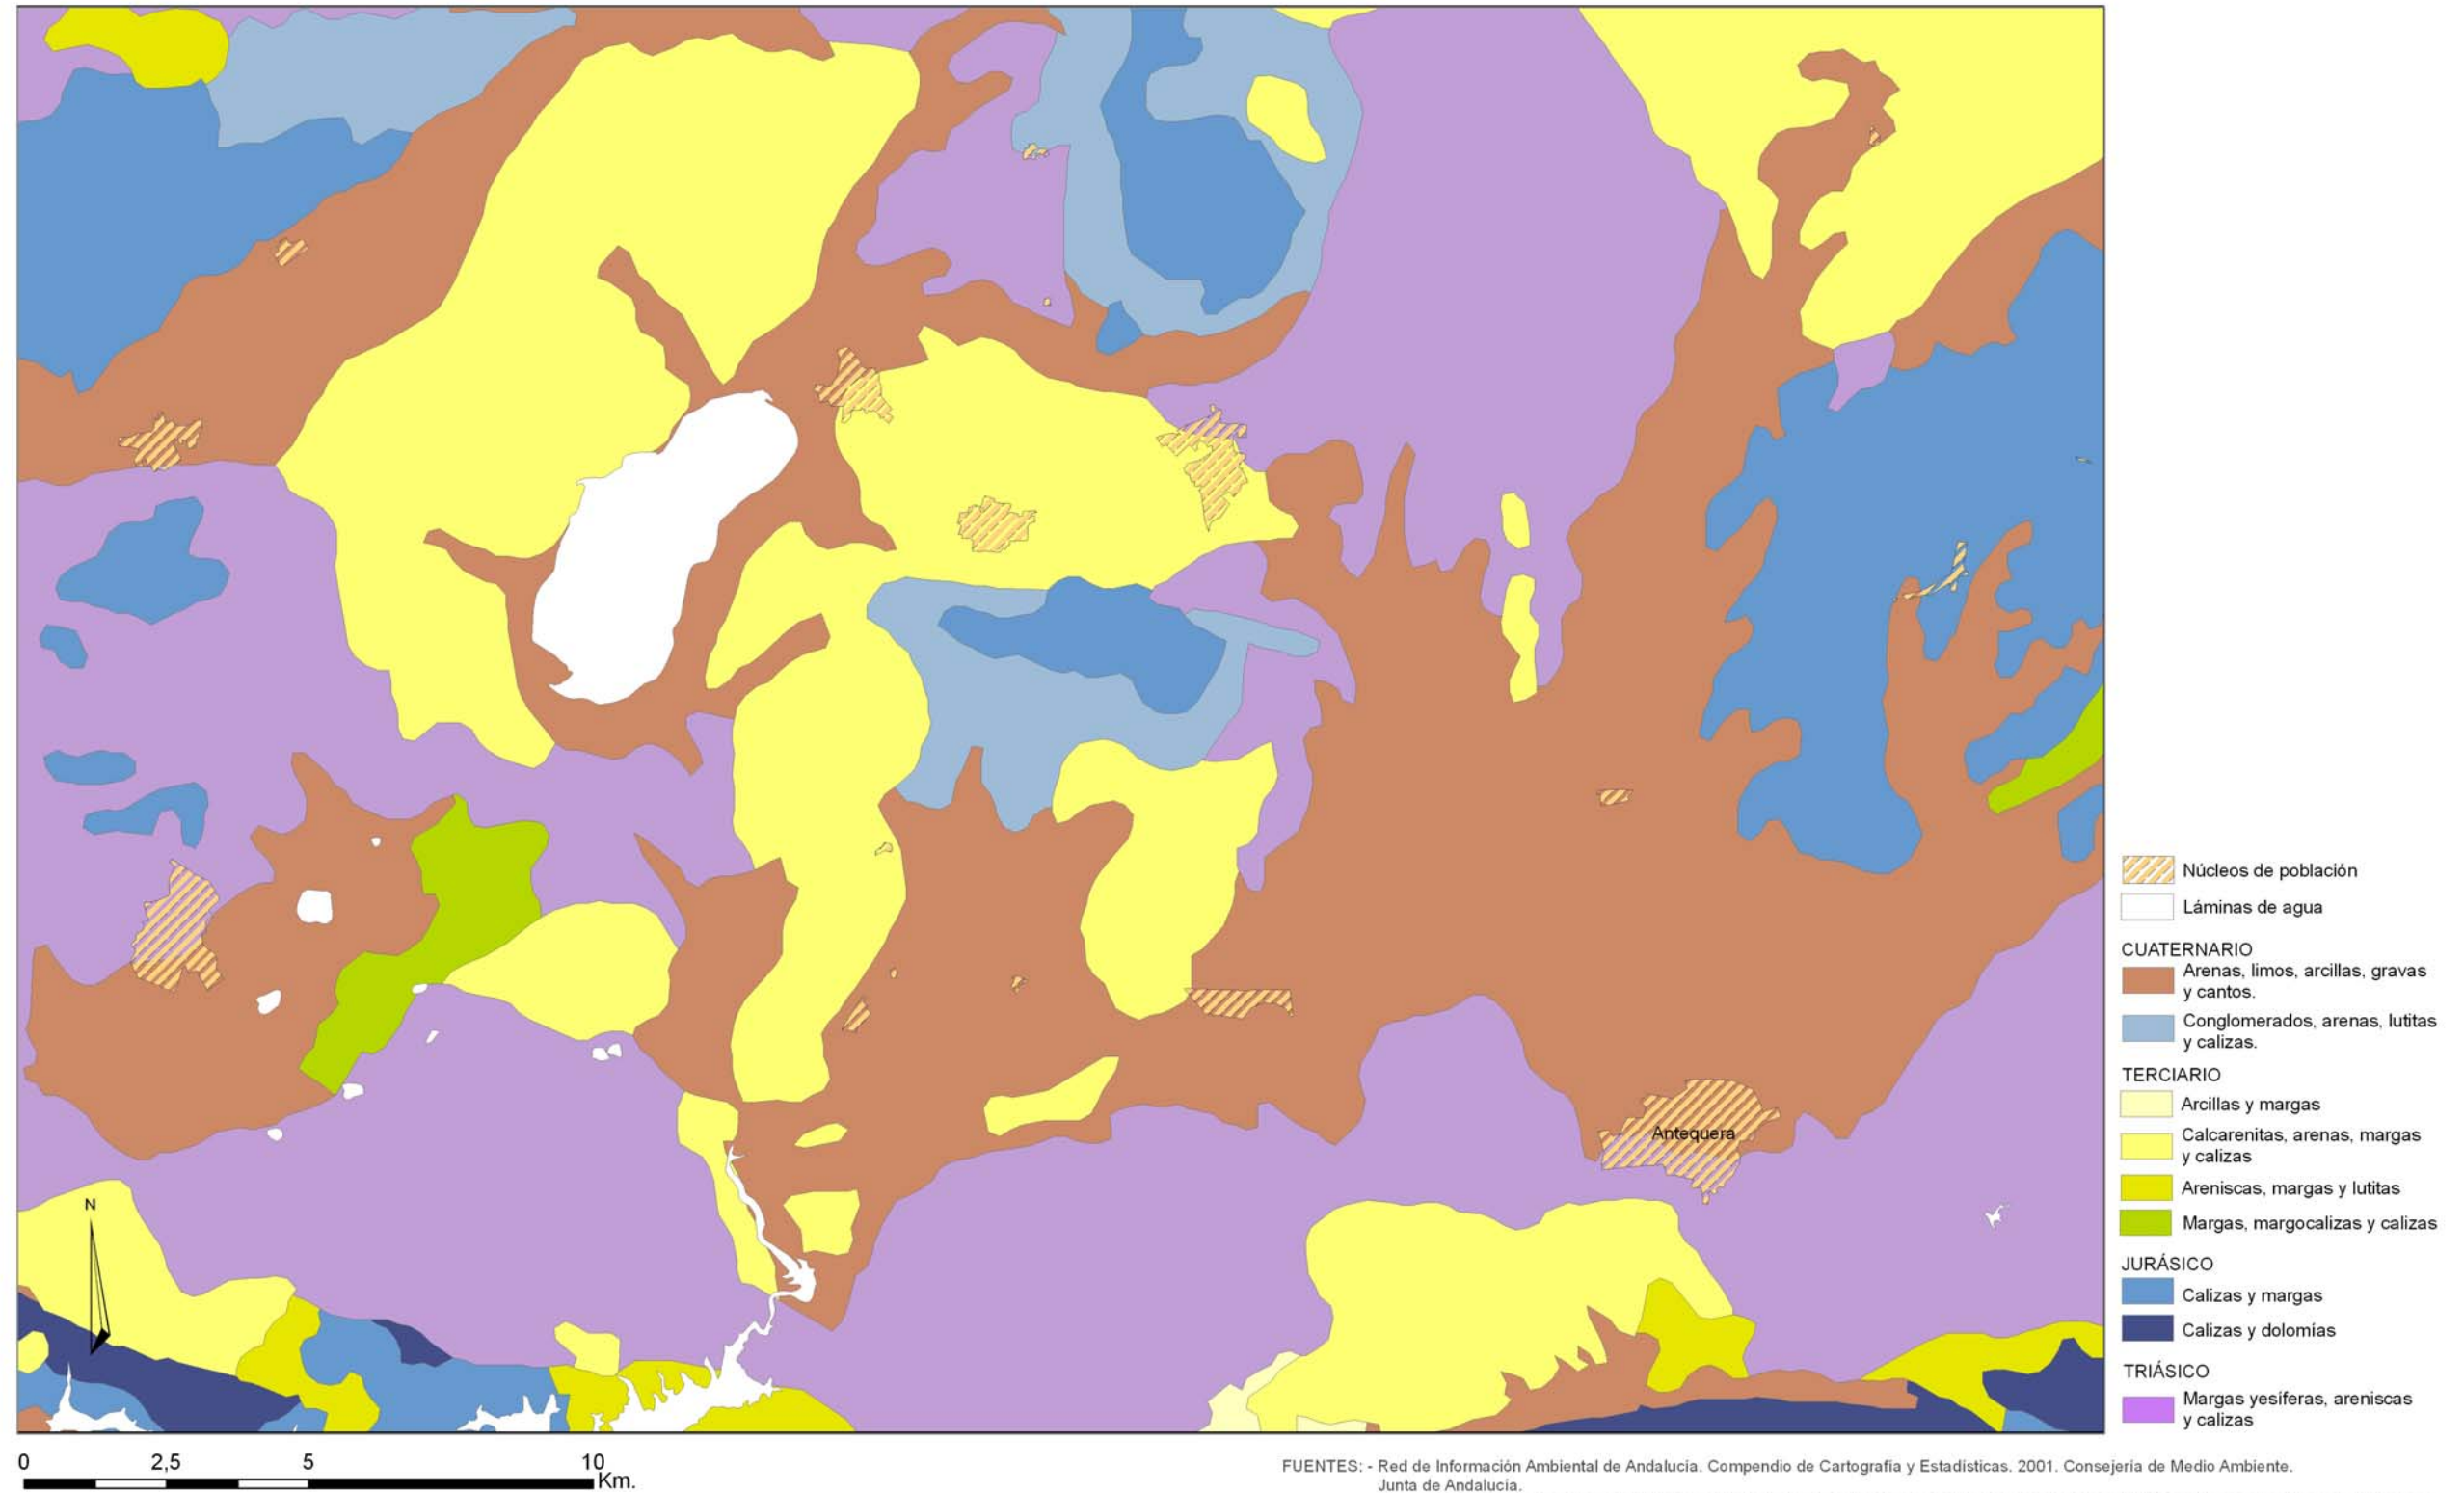 Antequera
N
0 2,5 5 10
Km.
Núcleos de población
Láminas de agua
CUATERNARIO
Arenas, limos, arcillas, gravas
y cantos.
Conglomerados, arenas, lutitas
y calizas.
TERCIARIO
Arcillas y margas
Calcarenitas, arenas, margas
y calizas
Areniscas, margas y lutitas
Margas, margocalizas y calizas
JURÁSICO
Calizas y margas
Calizas y dolomías
TRIÁSICO
Margas yesíferas, areniscas
y calizas
FUENTES: - Red de Información Ambiental de Andalucia. Compendio de Cartografía y Estadísticas. 2001. Consejería de Medio Ambiente.
Junta de Andalucia.